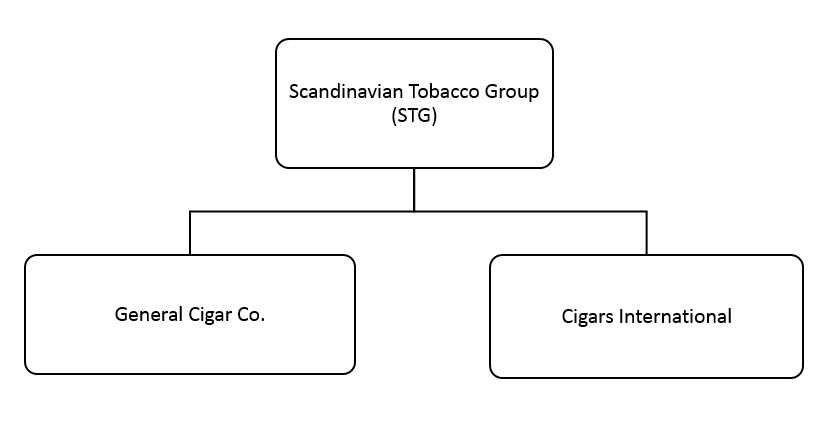 Scandinavian Tobacco Group
(STG)
General Cigar Co.
Cigars International